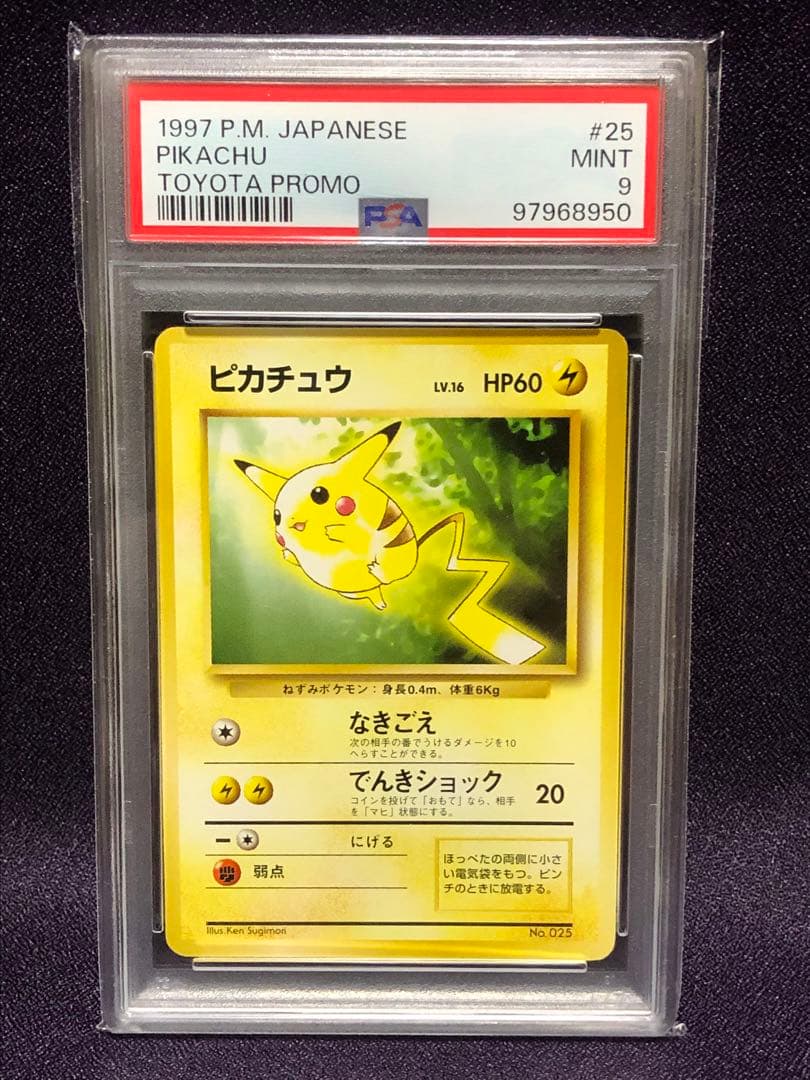 1997 P.M. JAPANESE #25
PIKACHU MINT
TOYOTA PROMO 9
PSA 97968950
ピカチュウ LV.16 HP60
ねずみポケモン：身長0.4m、体重6Kg
なきごえ
次の相手の番でうけるダメージを10
へらすことができる。
でんきショック 20
コインを投げて「おもて」なら、相手
を「マヒ」状態にする。
にげる
弱点
ほっぺたの両側に小さ
い電気袋をもつ。ピン
チのときに放電する。
Illus.Ken Sugimori No.025